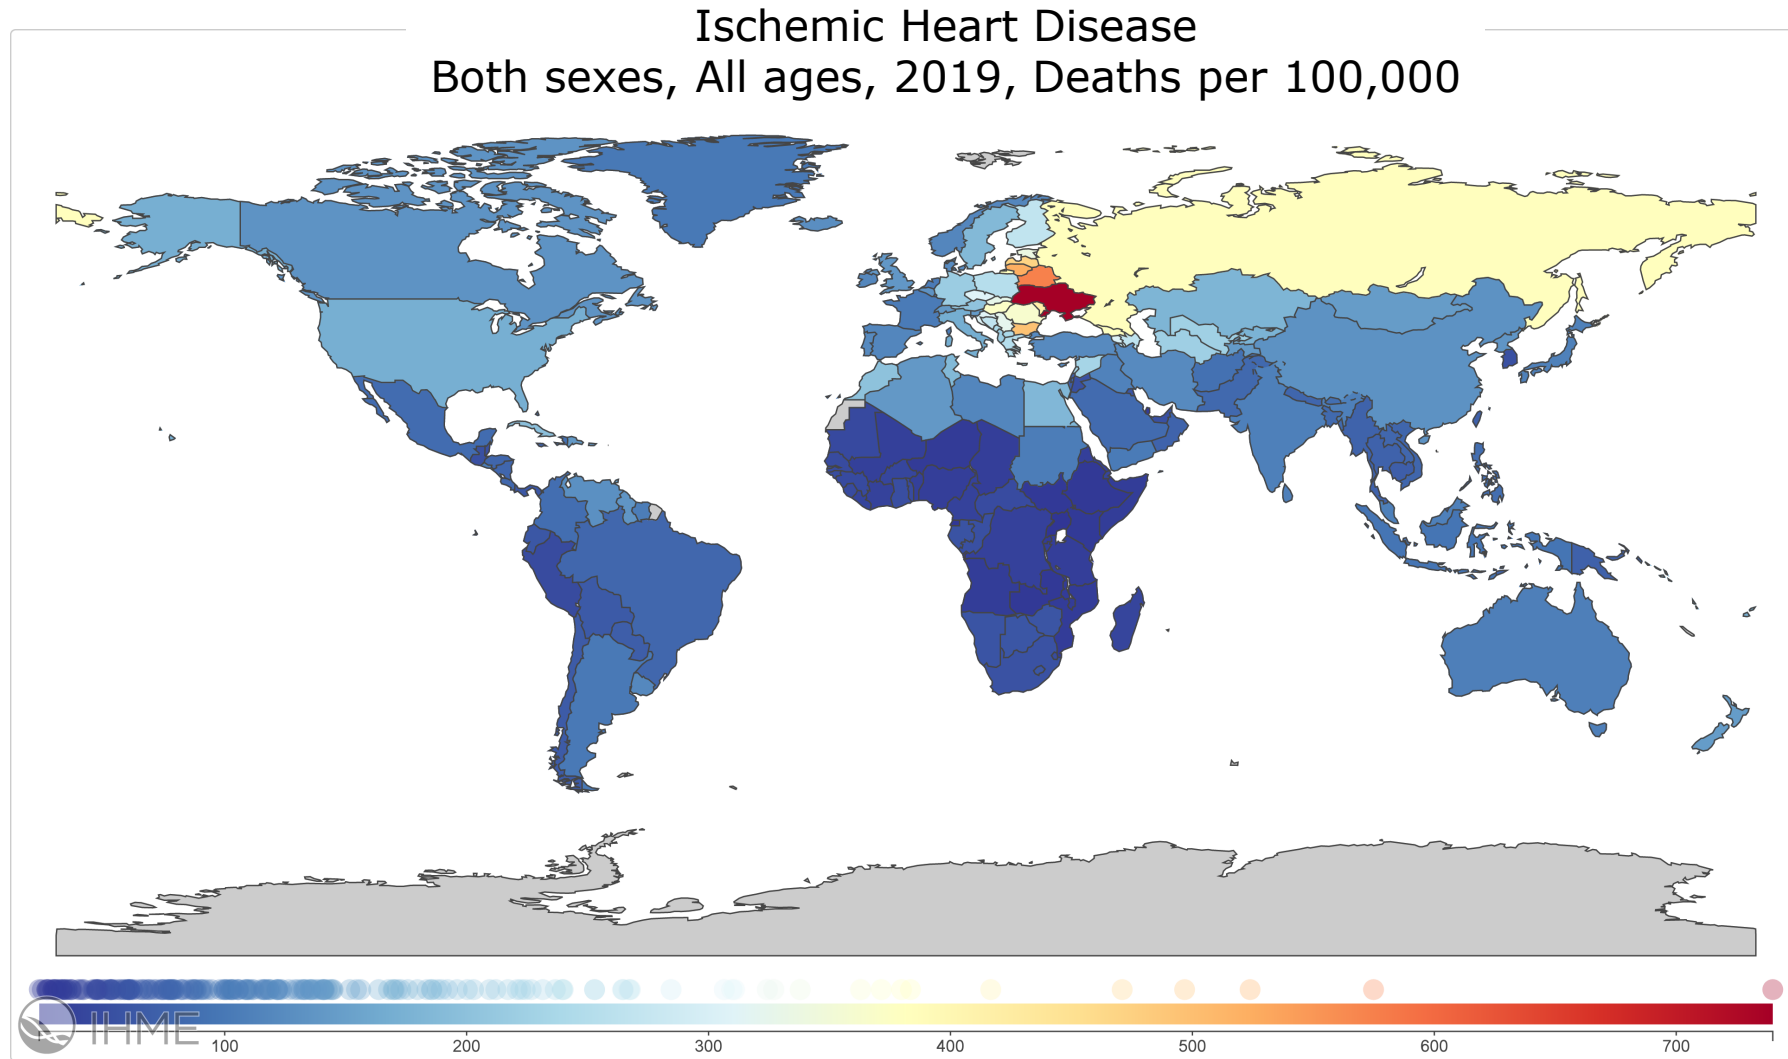 Ischemic Heart Disease
Both sexes, All ages, 2019, Deaths per 100,000
IHME
100 200 300 400 500 600 700